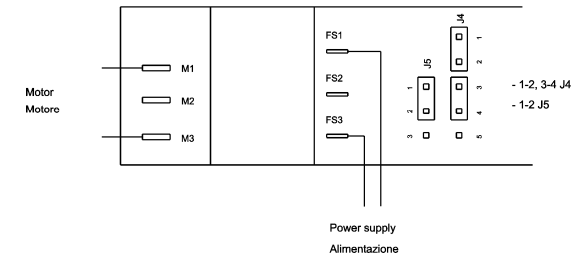 J4
FS1
1
J5
2
M1
FS2
1
3
- 1-2, 3-4 J4
Motor
M2
- 1-2 J5
Motore
2
4
FS3
M3
3
5
Power supply
Alimentazione